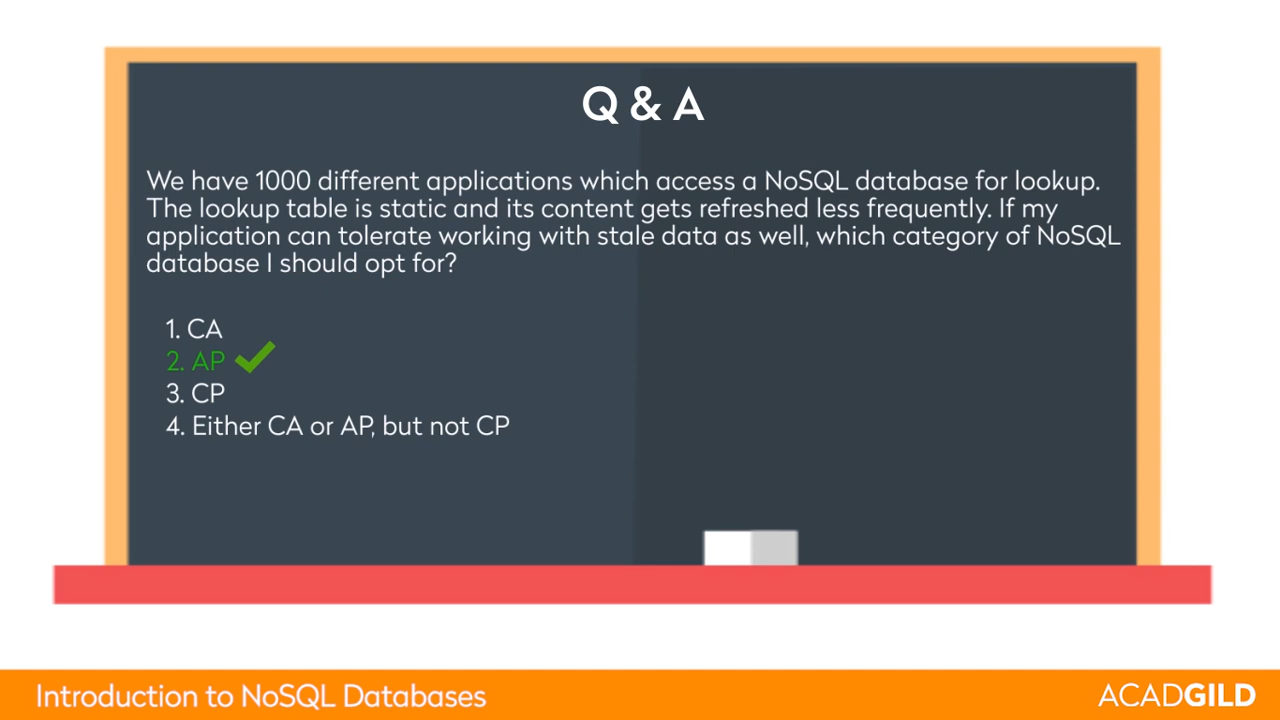 Q & A
We have 1000 different applications which access a NoSQL database for lookup.
The lookup table is static and its content gets refreshed less frequently. If my
application can tolerate working with stale data as well, which category of NoSQL
database I should opt for?
1. CA
2. AP
3. CP
4. Either CA or AP, but not CP
Introduction to NoSQL Databases
ACADGILD